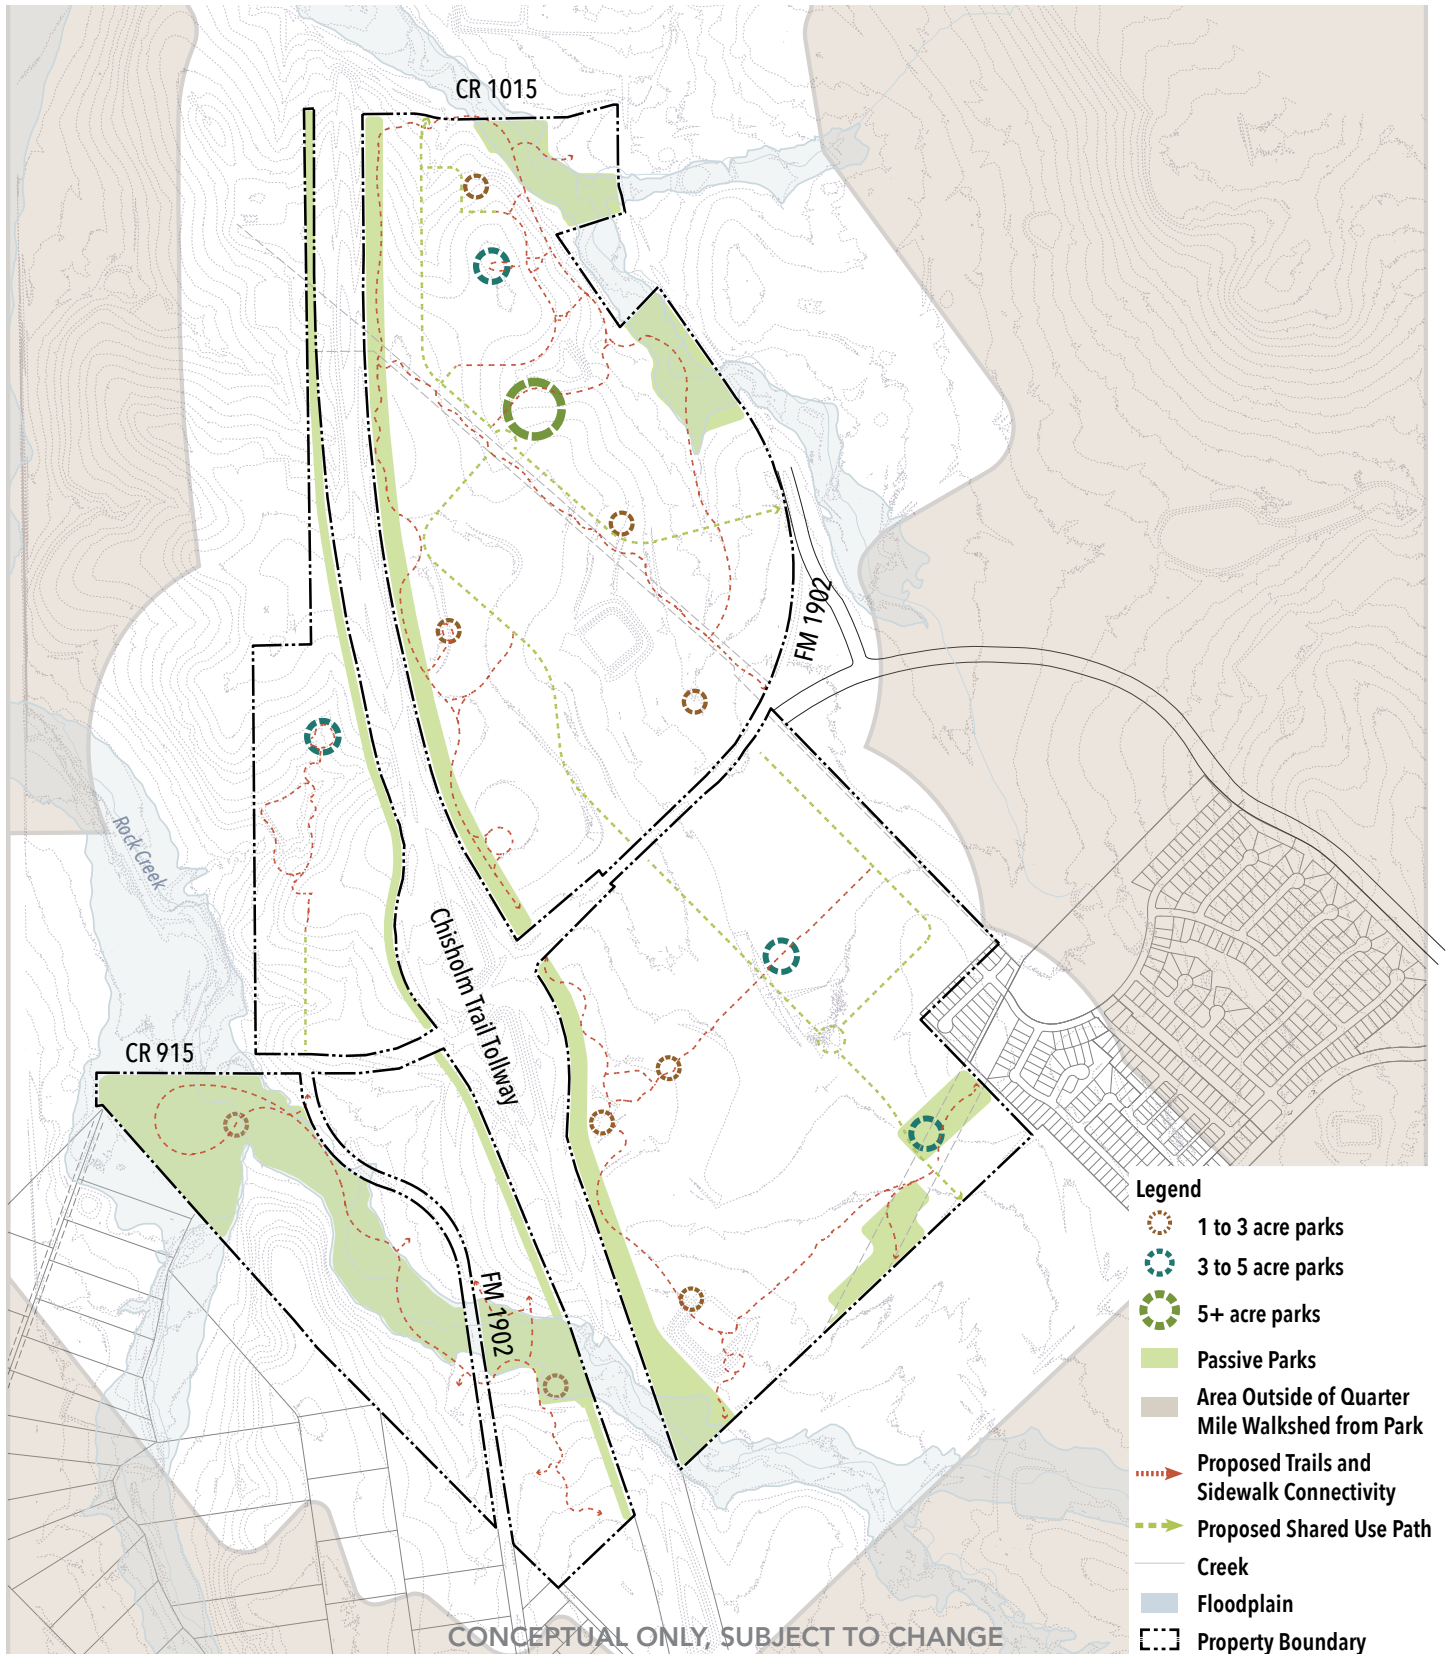 CR 1015
FM 1902
Rock Creek
Chisholm Trail Tollway
CR 915
FM 1902
Legend
1 to 3 acre parks
3 to 5 acre parks
5+ acre parks
Passive Parks
Area Outside of Quarter
Mile Walkshed from Park
Proposed Trails and
Sidewalk Connectivity
Proposed Shared Use Path
Creek
Floodplain
Property Boundary
CONCEPTUAL ONLY, SUBJECT TO CHANGE